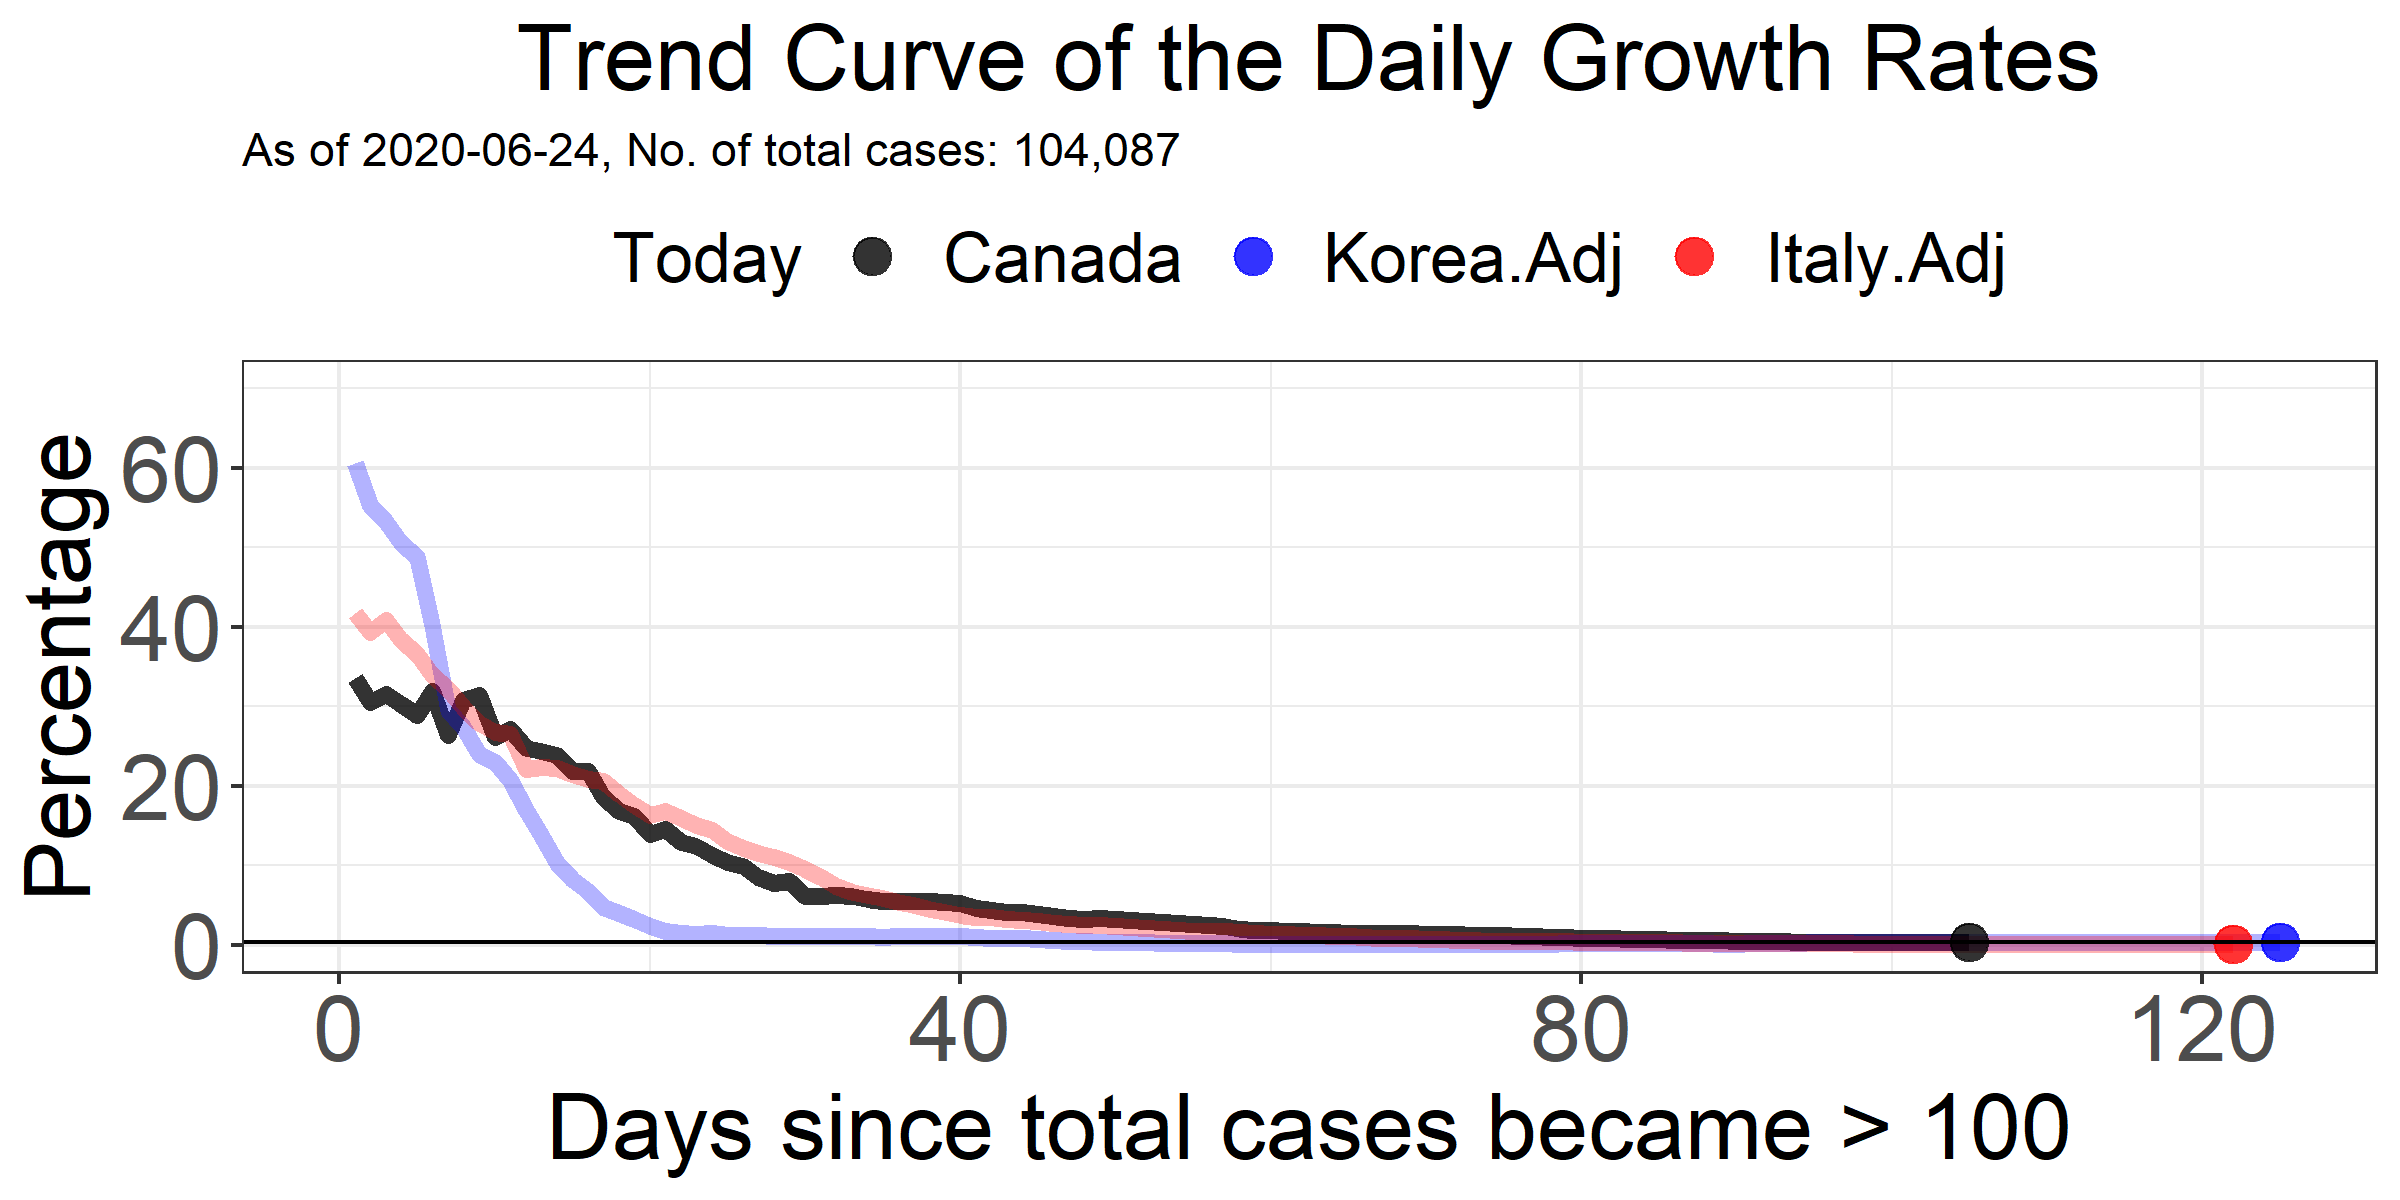 Trend Curve of the Daily Growth Rates
As of 2020-06-24, No. of total cases: 104,087
Today Canada Korea.Adj Italy.Adj
Percentage
60
40
20
0
0 40 80 120
Days since total cases became > 100